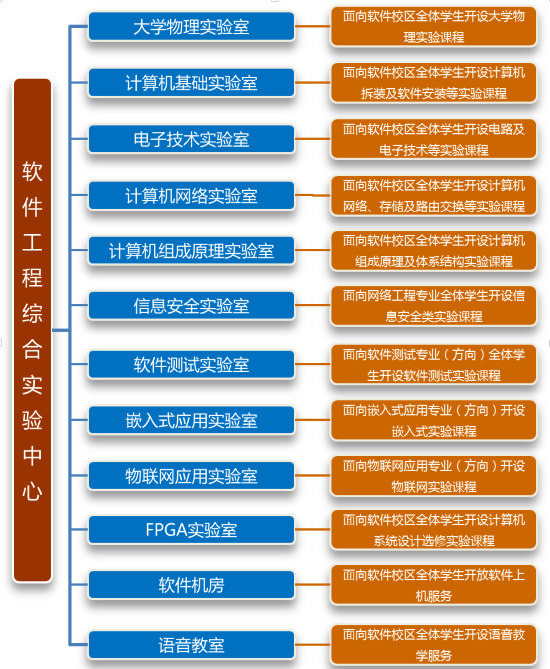 软件工程综合实验中心
大学物理实验室
面向软件校区全体学生开设大学物
理实验课程
计算机基础实验室
面向软件校区全体学生开设计算机
拆装及软件安装等实验课程
电子技术实验室
面向软件校区全体学生开设电路及
电子技术等实验课程
计算机网络实验室
面向软件校区全体学生开设计算机
网络、存储及路由交换等实验课程
计算机组成原理实验室
面向软件校区全体学生开设计算机
组成原理及体系结构实验课程
信息安全实验室
面向网络工程专业全体学生开设信
息安全类实验课程
软件测试实验室
面向软件测试专业（方向）全体学
生开设软件测试实验课程
嵌入式应用实验室
面向嵌入式应用专业（方向）开设
嵌入式实验课程
物联网应用实验室
面向物联网应用专业（方向）开设
物联网实验课程
FPGA实验室
面向软件校区全体学生开设计算机
系统设计选修实验课程
软件机房
面向软件校区全体学生开放软件上
机服务
语音教室
面向软件校区全体学生开设语音教
学服务